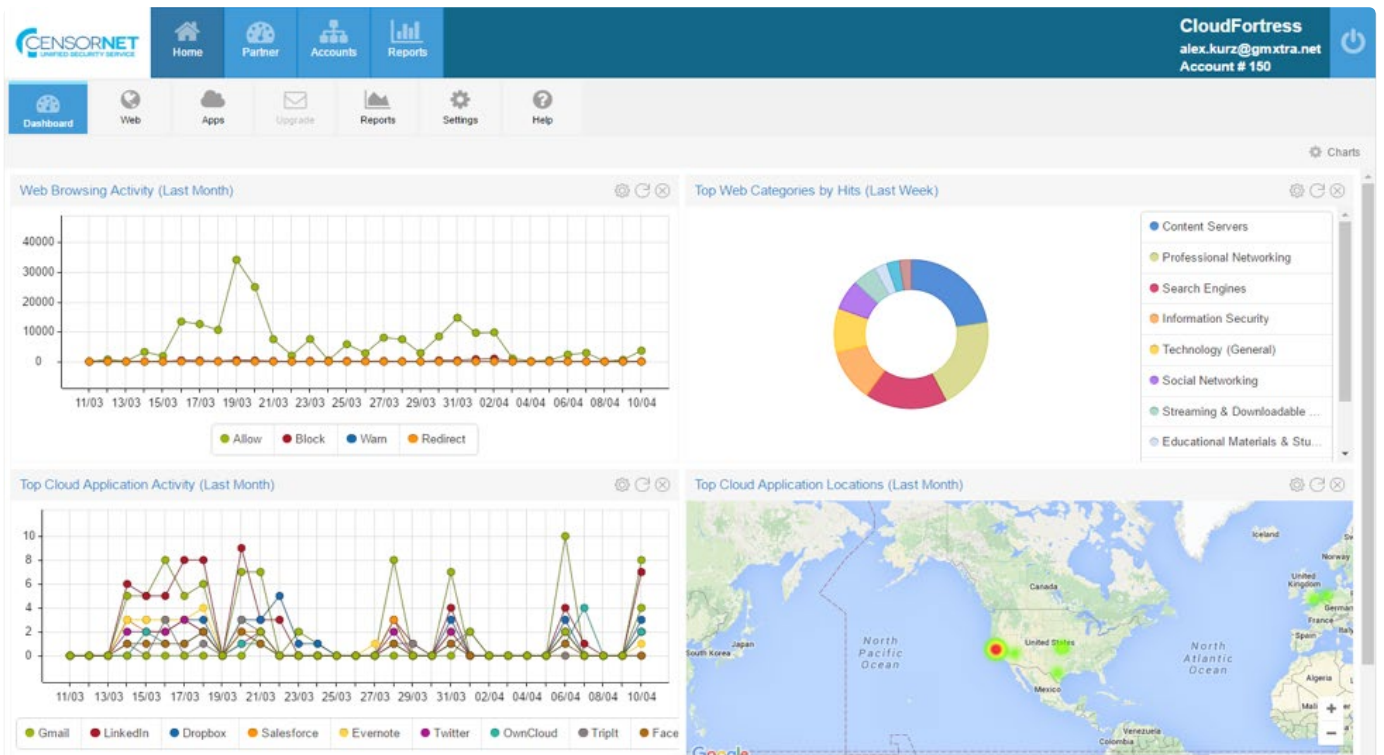 CENSORNET
UNIFIED SECURITY SERVICE
Home
Partner
Accounts
Reports
CloudFortress
alex.kurz@gmxtra.net
Account # 150
Dashboard
Web
Apps
Upgrade
Reports
Settings
Help
Charts
Web Browsing Activity (Last Month)
40000
30000
20000
10000
0
11/03 13/03 15/03 17/03 19/03 21/03 23/03 25/03 27/03 29/03 31/03 02/04 04/04 06/04 08/04 10/04
Allow Block Warn Redirect
Top Web Categories by Hits (Last Week)
Content Servers
Professional Networking
Search Engines
Information Security
Technology (General)
Social Networking
Streaming & Downloadable ...
Educational Materials & Stu...
Top Cloud Application Activity (Last Month)
10
8
6
4
2
0
11/03 13/03 15/03 17/03 19/03 21/03 23/03 25/03 27/03 29/03 31/03 02/04 04/04 06/04 08/04 10/04
Gmail LinkedIn Dropbox Salesforce Evernote Twitter OwnCloud TripIt Face
Top Cloud Application Locations (Last Month)
Iceland
Norway
United
Kingdom
German
France
Spain
Italy
Canada
United States
Japan
South Korea
North
Pacific
Ocean
North
Atlantic
Ocean
Mexico
Algeria
Mali
Venezuela
Colombia
+
−
Google